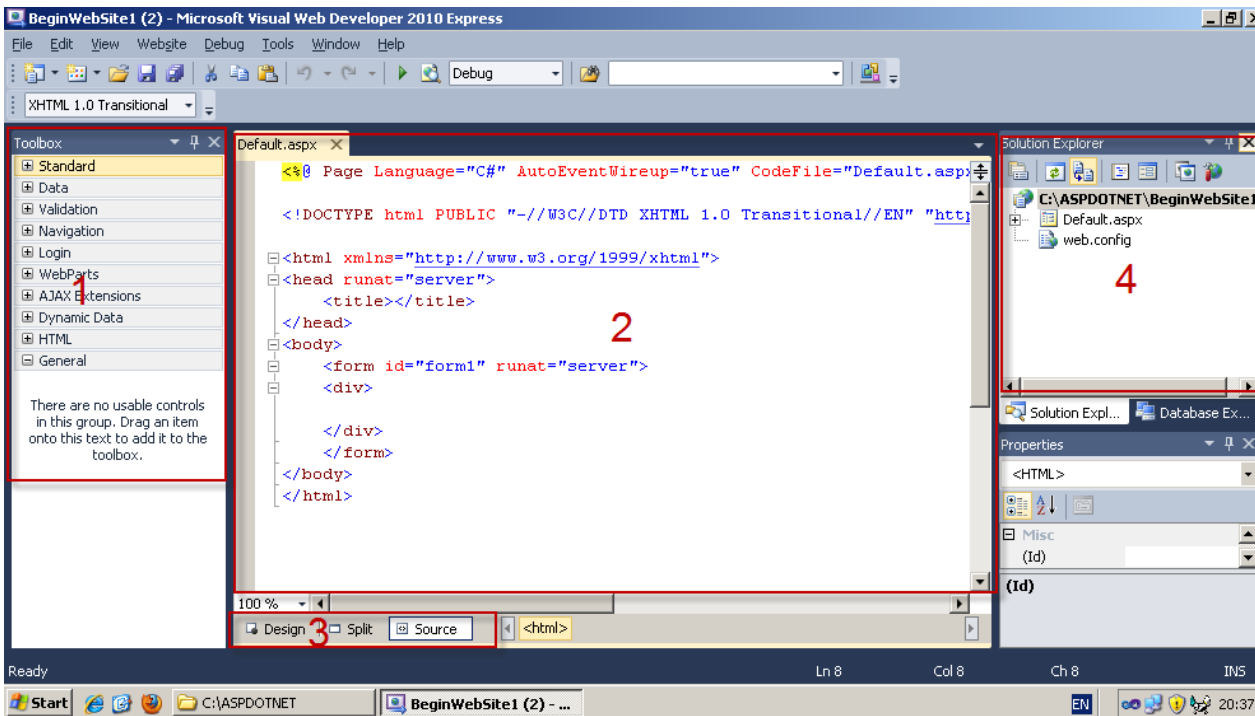 BeginWebSite1 (2) - Microsoft Visual Web Developer 2010 Express
File Edit View Website Debug Tools Window Help
Debug
XHTML 1.0 Transitional
Toolbox
Standard
Data
Validation
Navigation
Login
WebParts
1
AJAX Extensions
Dynamic Data
HTML
General
There are no usable controls
in this group. Drag an item
onto this text to add it to the
toolbox.
Default.aspx
<%@ Page Language="C#" AutoEventWireup="true" CodeFile="Default.asp
<!DOCTYPE html PUBLIC "-//W3C//DTD XHTML 1.0 Transitional//EN" "http
<html xmlns="http://www.w3.org/1999/xhtml">
<head runat="server">
<title></title>
</head>
2
<body>
<form id="form1" runat="server">
<div>
</div>
</form>
</body>
</html>
100 %
Design 3 Split Source <html>
Solution Explorer
C:\ASPDOTNET\BeginWebSite1
Default.aspx
web.config
4
Solution Expl... Database Ex...
Properties
<HTML>
Misc
(Id)
(Id)
Ready Ln 8 Col 8 Ch 8 INS
Start C:\ASPDOTNET BeginWebSite1 (2) - ... EN 20:37